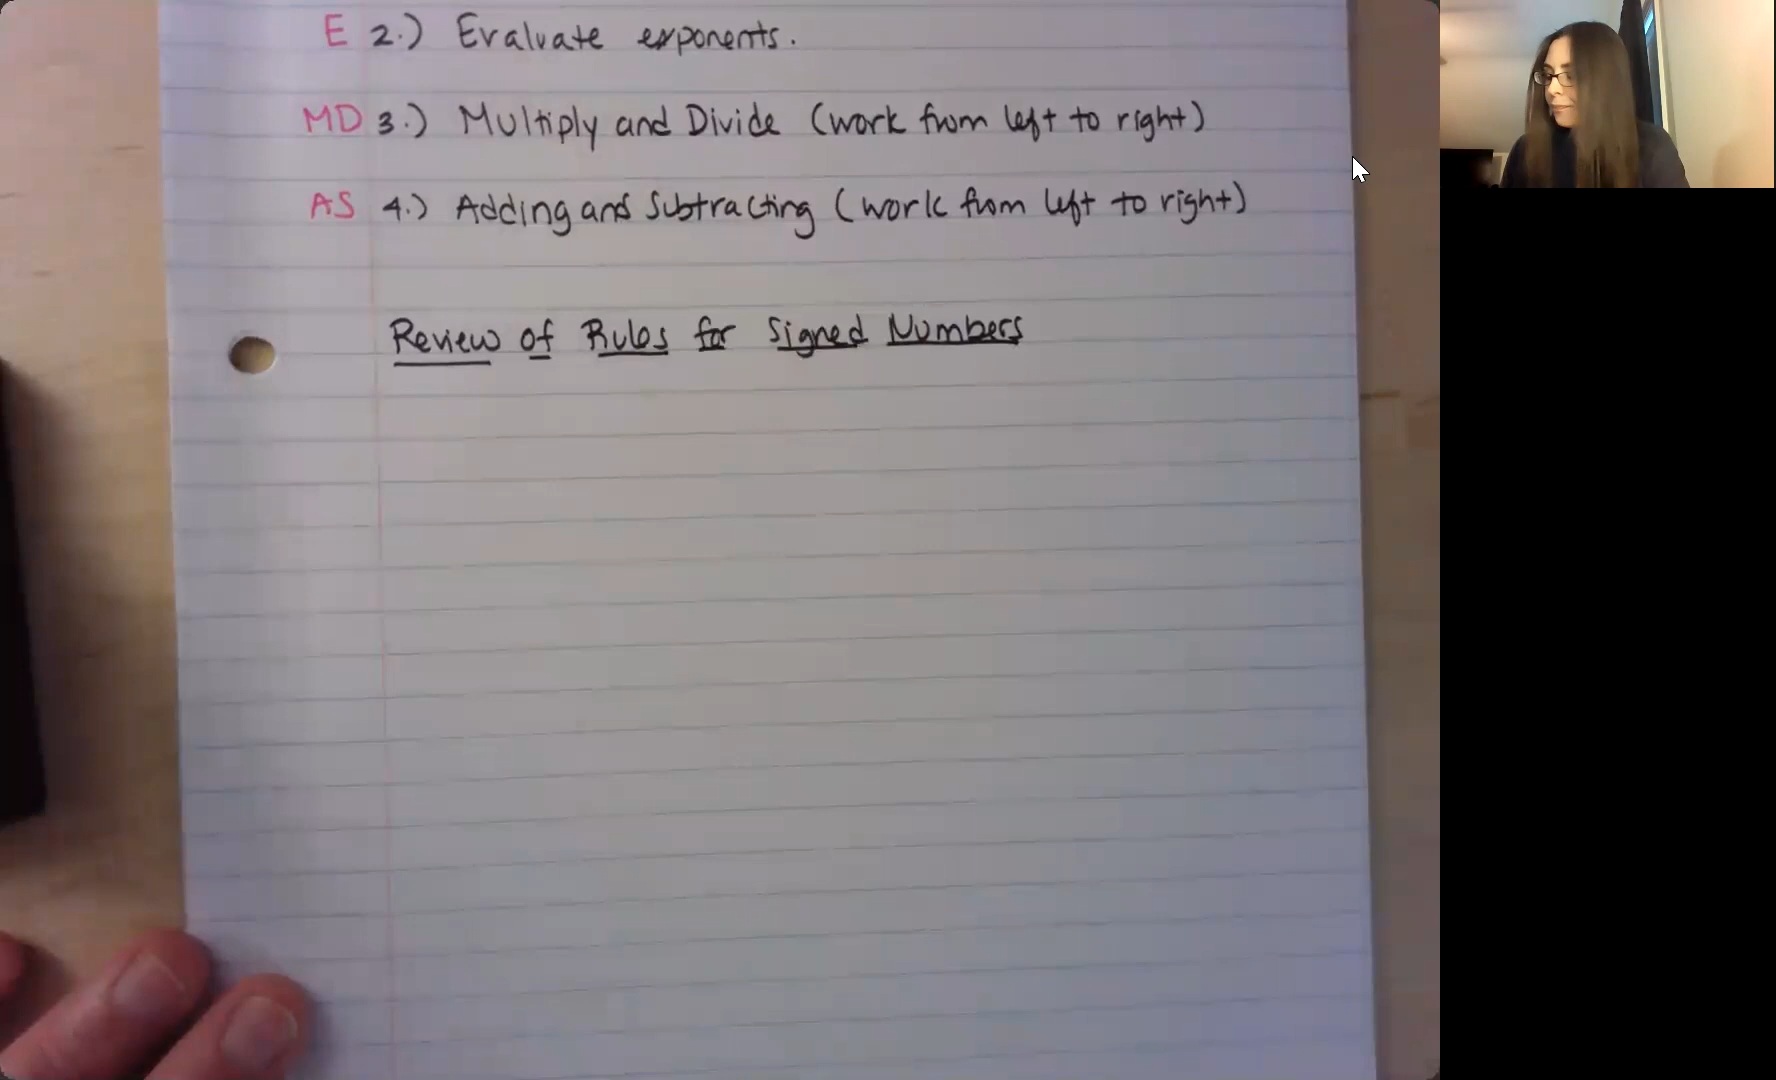 E 2.) Evaluate exponents.
MD 3.) Multiply and Divide (work from left to right)
AS 4.) Adding and Subtracting (work from left to right)
Review of Rules for Signed Numbers